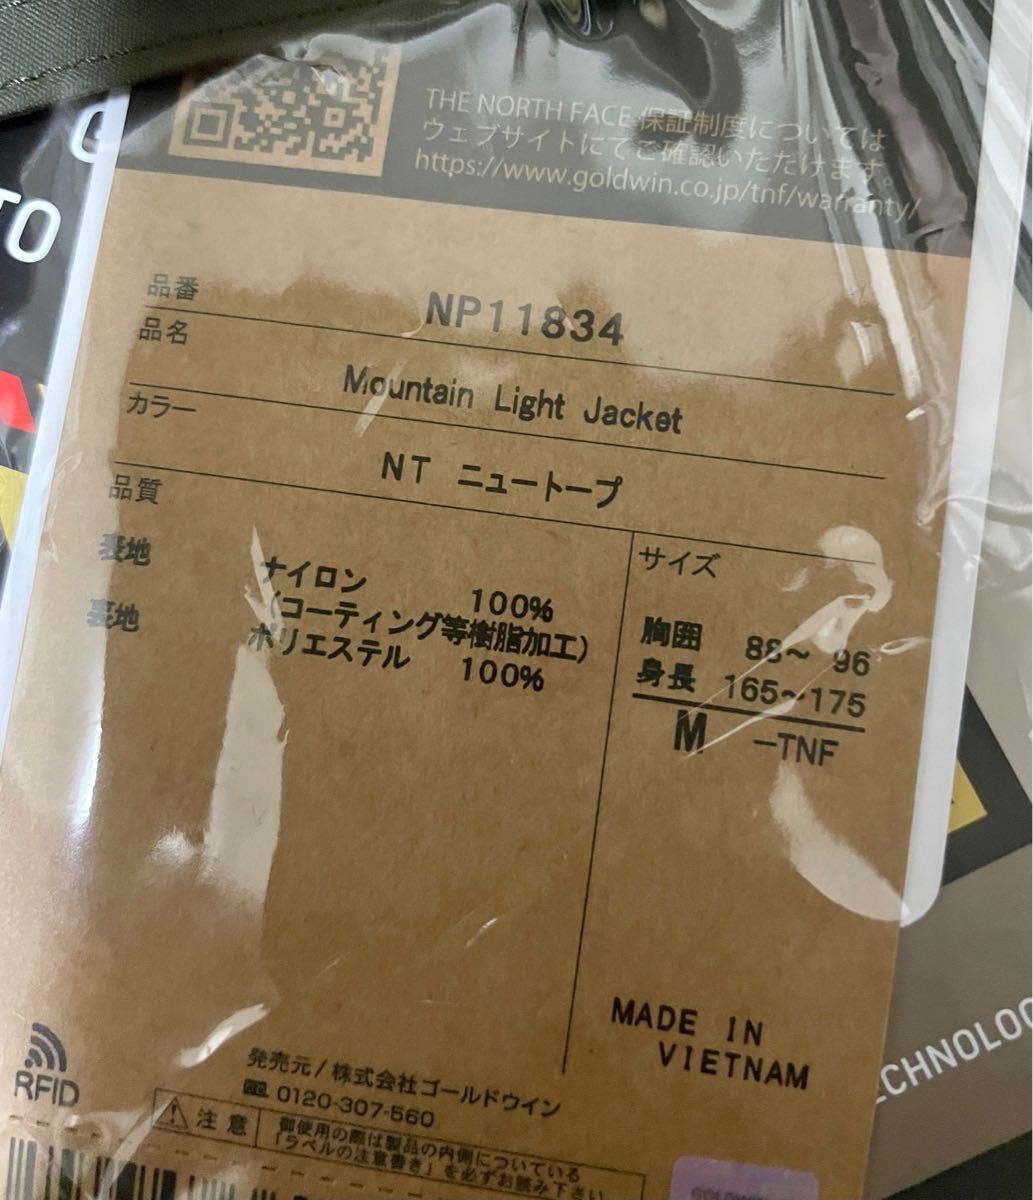 THE NORTH FACE 保証制度については
ウェブサイトにてご確認いただけます。
https://www.goldwin.co.jp/tnf/warranty/
TO
品番 NP11834
品名 Mountain Light Jacket
カラー NT ニュートープ
品質
表地 ナイロン 100%
(コーティング等樹脂加工)
裏地 ポリエステル 100%
サイズ
胸囲 88~ 96
身長 165~175
M -TNF
MADE IN
VIETNAM
ECHNOLOG
RFID
発売元/株式会社ゴールドウイン
0120-307-560
注意
御使用の際は製品の内側についている
「ラベルの注意書き」を必ずお読み下さい